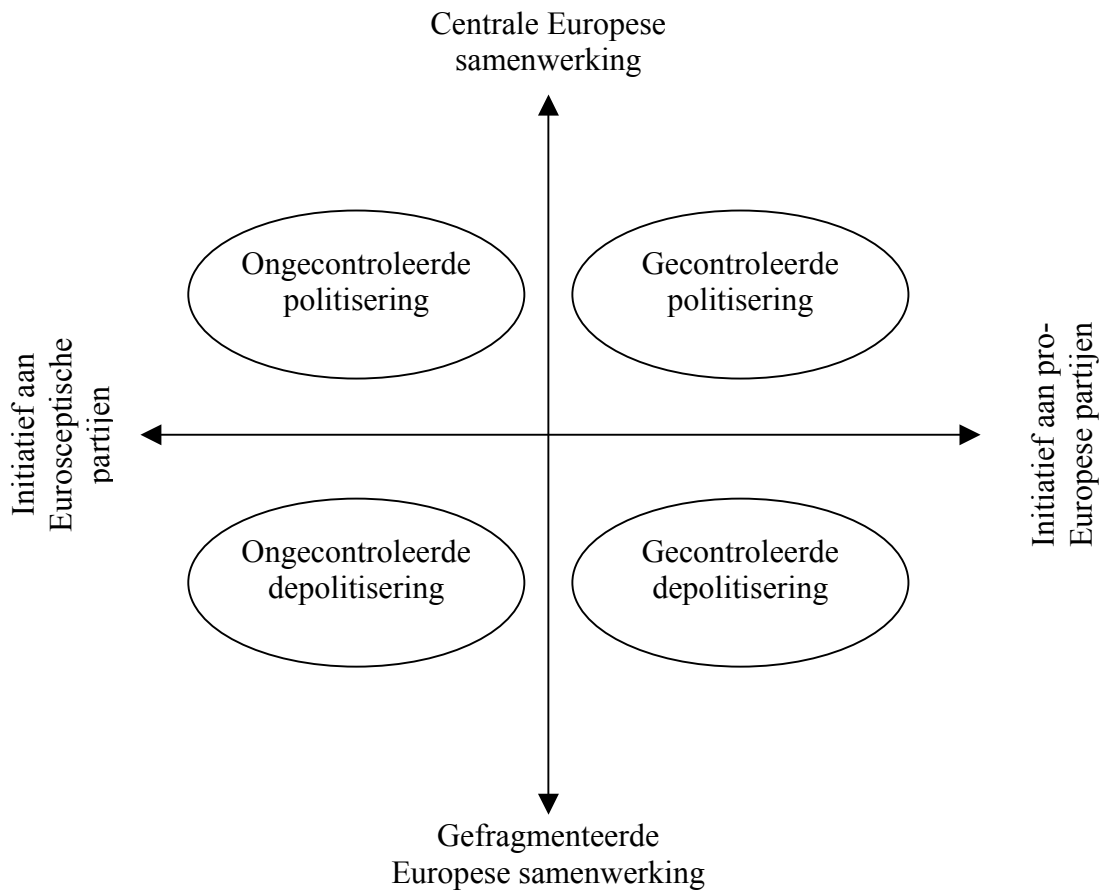 Centrale Europese
samenwerking
Ongecontroleerde
politisering
Gecontroleerde
politisering
Initiatief aan
Eurosceptische
partijen
Initiatief aan pro-
Europese partijen
Ongecontroleerde
depolitisering
Gecontroleerde
depolitisering
Gefragmenteerde
Europese samenwerking